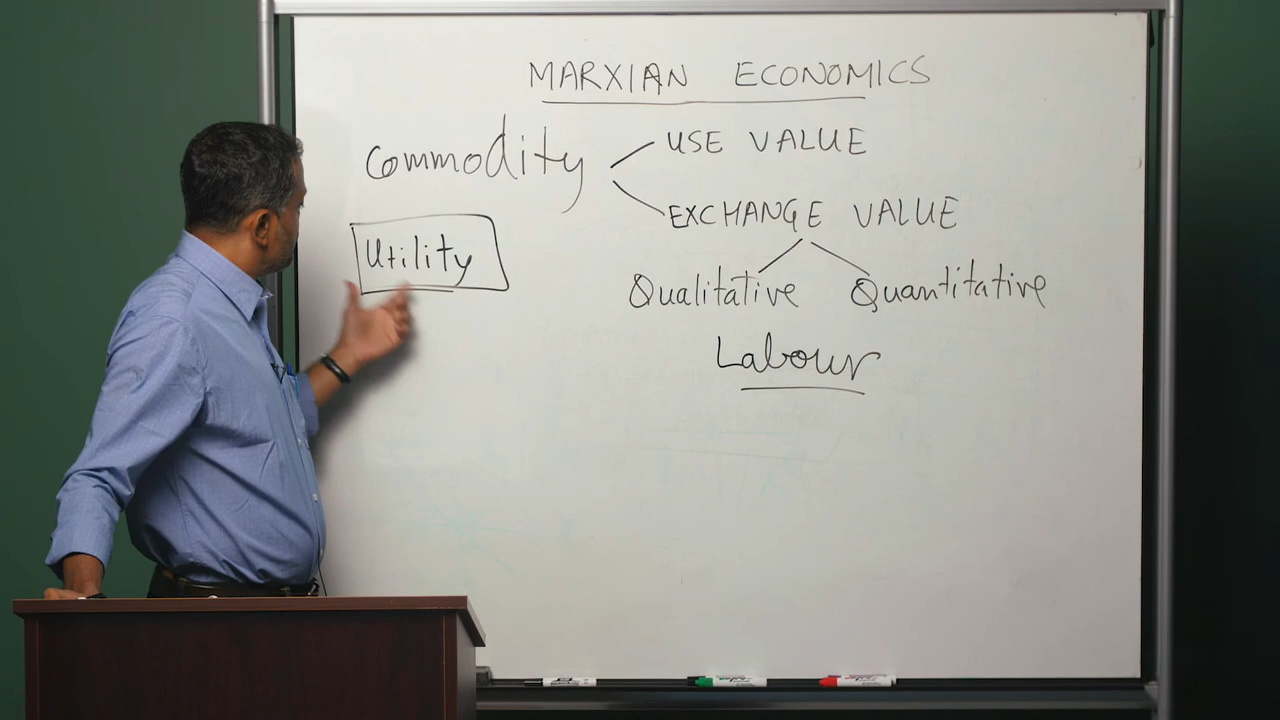 MARXIAN ECONOMICS
Commodity
USE VALUE
EXCHANGE VALUE
Utility
Qualitative Quantitative
Labour